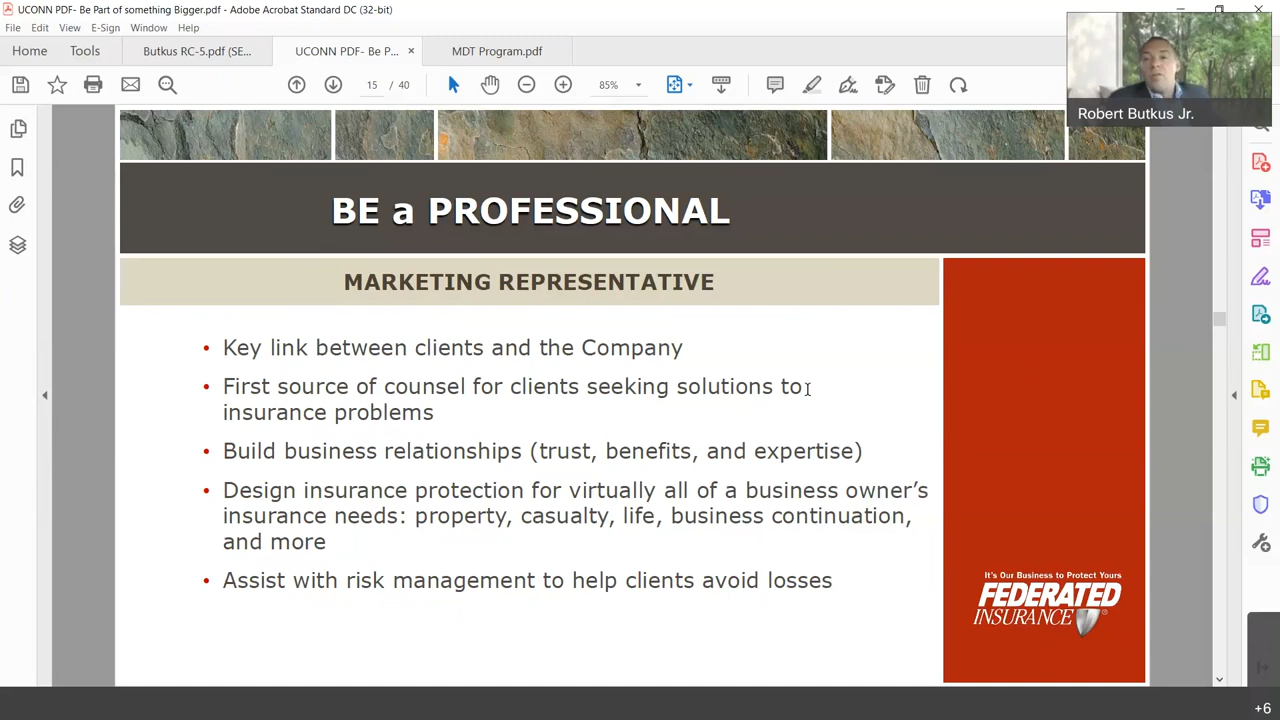 UCONN PDF- Be Part of something Bigger.pdf - Adobe Acrobat Standard DC (32-bit)
File Edit View E-Sign Window Help
Home Tools Butkus RC-5.pdf (SE... UCONN PDF- Be P... × MDT Program.pdf
15 / 40 85%
Robert Butkus Jr.
BE a PROFESSIONAL
MARKETING REPRESENTATIVE
• Key link between clients and the Company
• First source of counsel for clients seeking solutions to
insurance problems
• Build business relationships (trust, benefits, and expertise)
• Design insurance protection for virtually all of a business owner’s
insurance needs: property, casualty, life, business continuation,
and more
• Assist with risk management to help clients avoid losses
It's Our Business to Protect Yours
FEDERATED
INSURANCE
+6